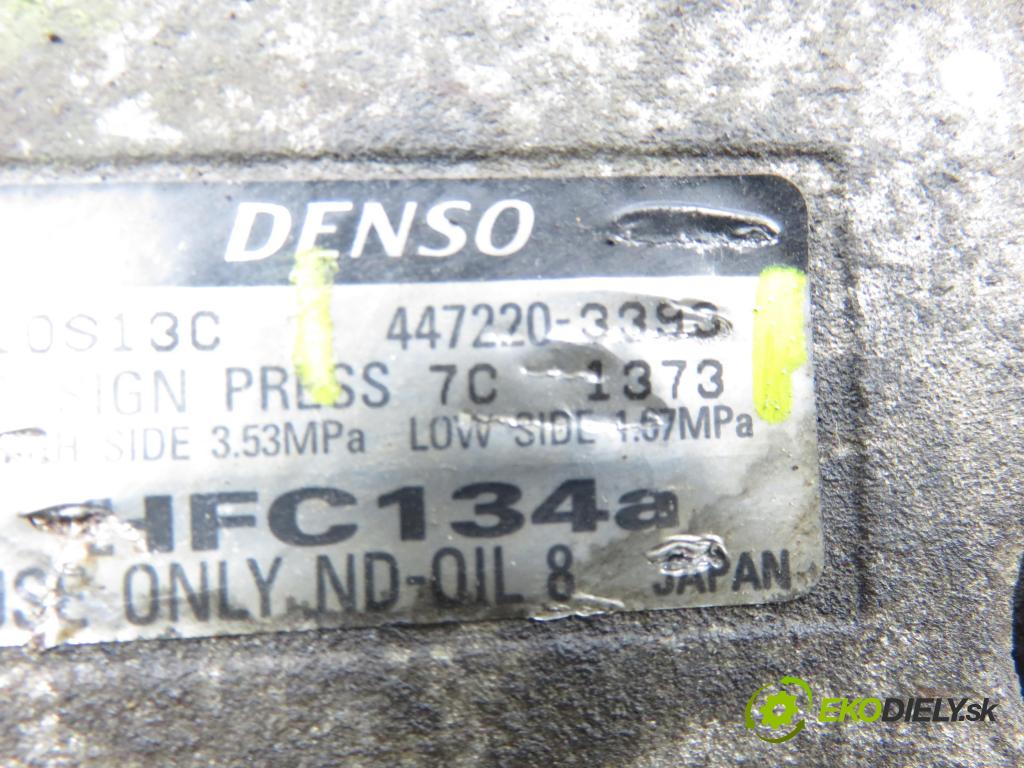 DENSO
10S13C 447220-3393
SIGN PRESS 7C 1373
SIDE 3.53MPa LOW SIDE 1.67MPa
HFC134a
USE ONLY ND-OIL 8 JAPAN
EKODIELY.sk